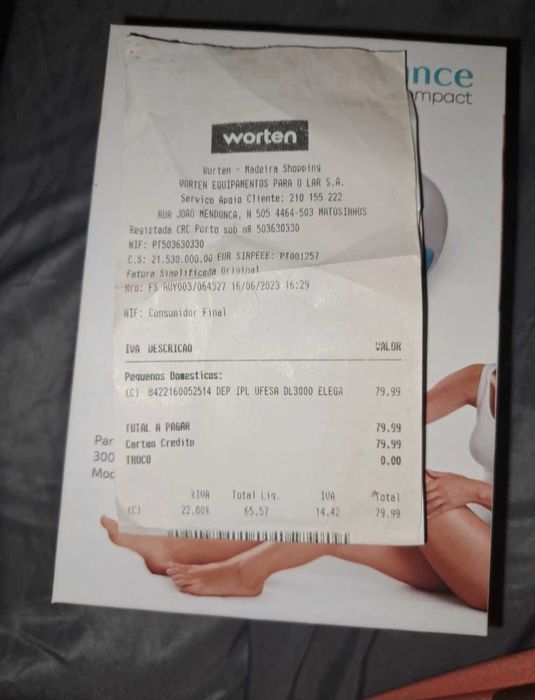 ance
ompact
worten
Worten - Madeira Shopping
WORTEN EQUIPAMENTOS PARA O LAR S.A.
Servico Apoio Cliente: 210 155 222
RUA JOAO MENDONCA, N 505 4464-503 MATOSINHOS
Registada CRC Porto sob nº 503630330
NIF: PT503630330
C.S: 21.530.000.00 EUR SIRPEEE: PT001257
Fatura Simplificada Original
Nro: FS AUY003/064327 16/06/2023 16:29
NIF: Consumidor Final
IVA DESCRICAO VALOR
Pequenos Domesticos:
(C) 8422160052514 DEP IPL UFESA DL3000 ELEGA 79.99
TOTAL A PAGAR 79.99
Cartao Credito 79.99
TROCO 0.00
%IVA Total Liq. IVA Total
(C) 22,00% 65,57 14,42 79,99
Par
300
Mod